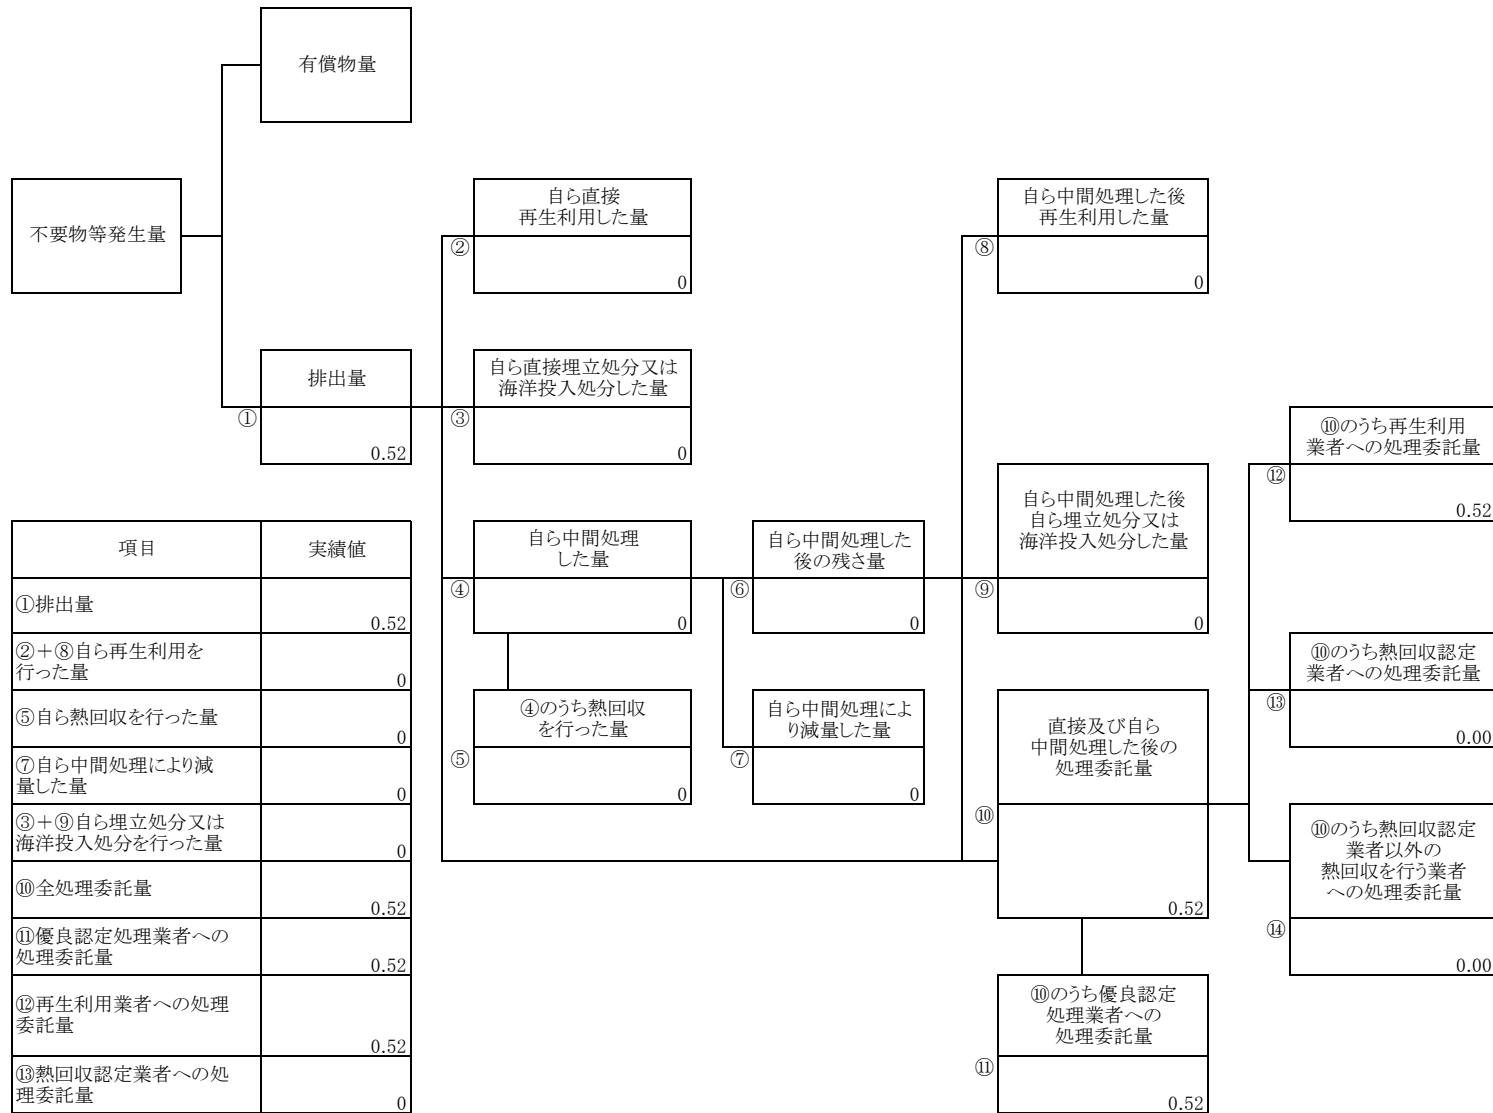 有償物量
不要物等発生量
排出量
①
0.52
自ら直接
再生利用した量
②
0
自ら直接埋立処分又は
海洋投入処分した量
③
0
自ら中間処理
した量
④
0
④のうち熱回収
を行った量
⑤
0
自ら中間処理した
後の残さ量
⑥
0
自ら中間処理によ
り減量した量
⑦
0
自ら中間処理した後
再生利用した量
⑧
0
自ら中間処理した後
自ら埋立処分又は
海洋投入処分した量
⑨
0
直接及び自ら
中間処理した後の
処理委託量
⑩
0.52
⑩のうち優良認定
処理業者への
処理委託量
⑪
0.52
⑩のうち再生利用
業者への処理委託量
⑫
0.52
⑩のうち熱回収認定
業者への処理委託量
⑬
0.00
⑩のうち熱回収認定
業者以外の
熱回収を行う業者
への処理委託量
⑭
0.00
項目 実績値
①排出量
0.52
②＋⑧自ら再生利用を
行った量
0
⑤自ら熱回収を行った量
0
⑦自ら中間処理により減
量した量
0
③＋⑨自ら埋立処分又は
海洋投入処分を行った量
0
⑩全処理委託量
0.52
⑪優良認定処理業者への
処理委託量
0.52
⑫再生利用業者への処理
委託量
0.52
⑬熱回収認定業者への処
理委託量
0